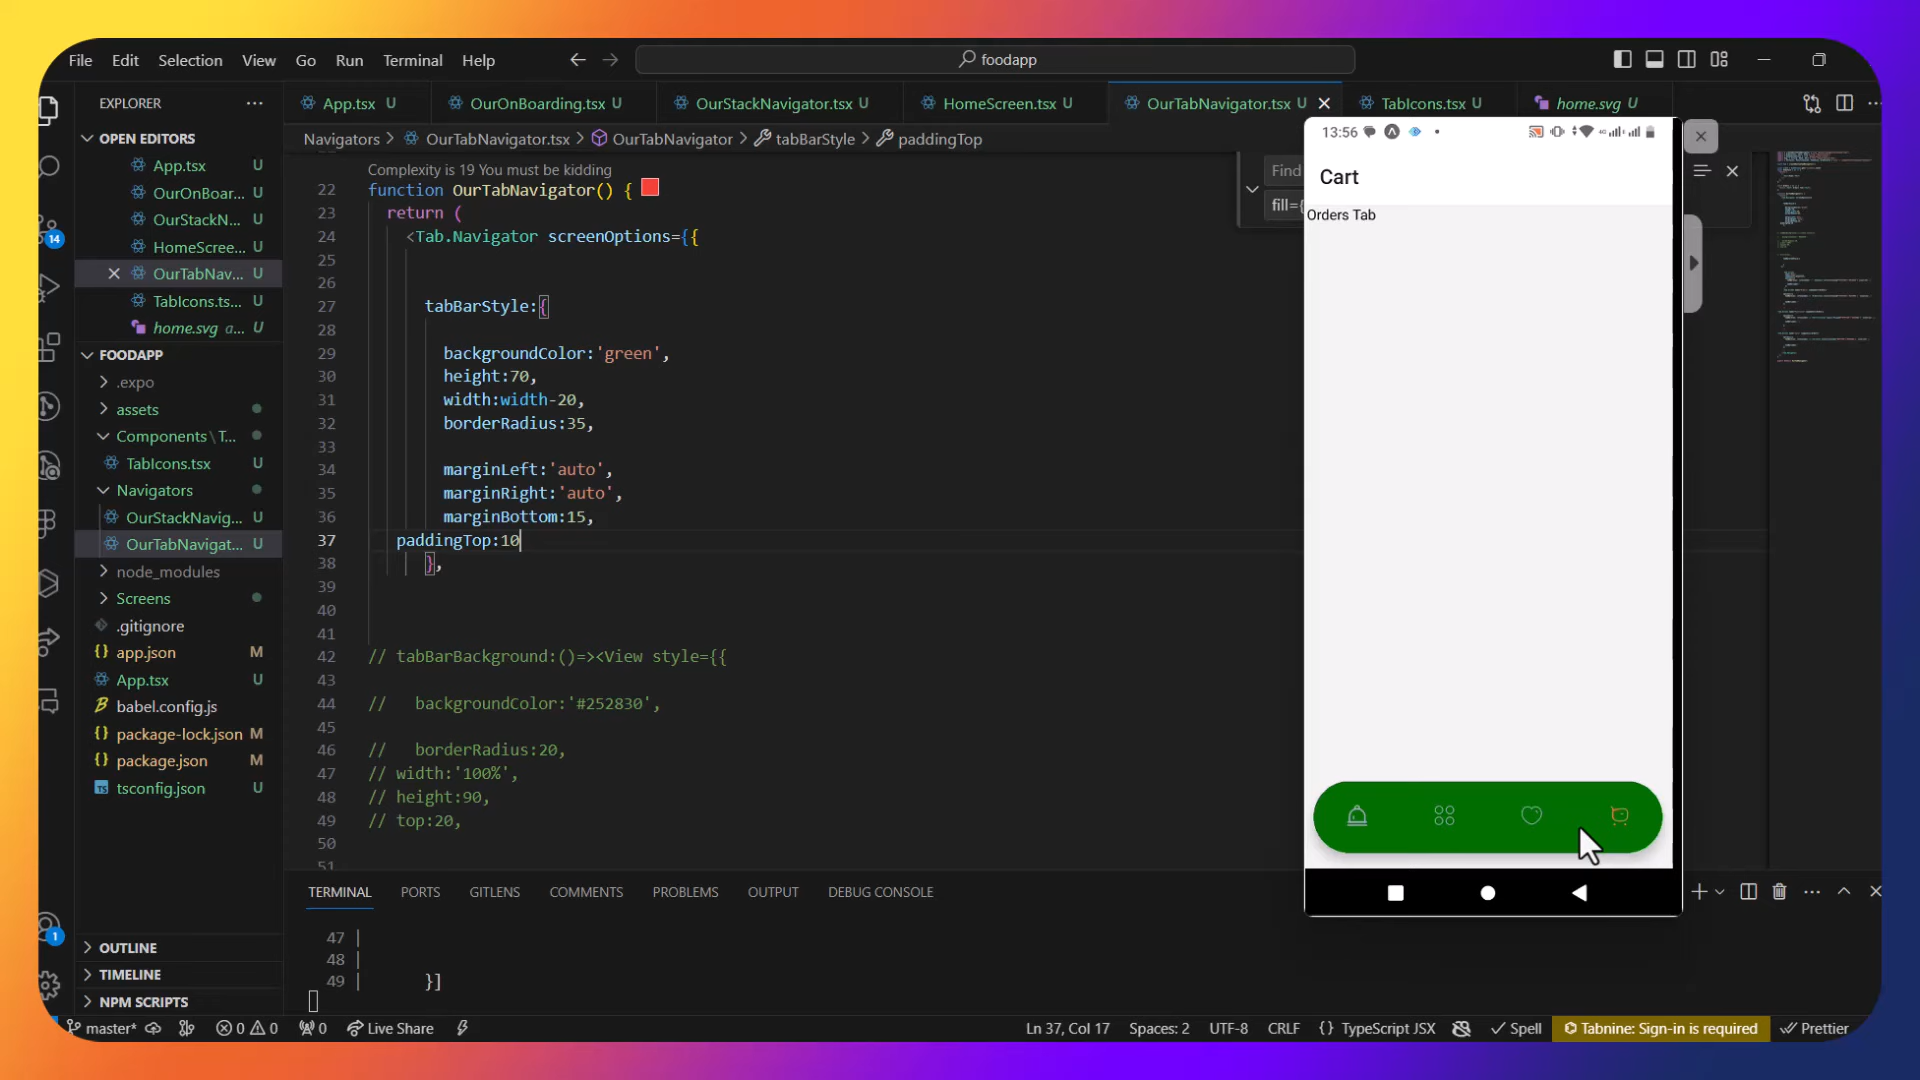 File Edit Selection View Go Run Terminal Help
foodapp
EXPLORER
App.tsx U
OurOnBoarding.tsx U
OurStackNavigator.tsx U
HomeScreen.tsx U
OurTabNavigator.tsx U
TabIcons.tsx U
home.svg U
Navigators > OurTabNavigator.tsx > OurTabNavigator > tabBarStyle > paddingTop
OPEN EDITORS
App.tsx U
OurOnBoar... U
OurStackN... U
HomeScree... U
OurTabNav... U
TabIcons.ts... U
home.svg a... U
FOODAPP
.expo
assets
Components\T...
TabIcons.tsx U
Navigators
OurStackNavig... U
OurTabNavigat... U
node_modules
Screens
.gitignore
app.json M
App.tsx U
babel.config.js
package-lock.json M
package.json M
tsconfig.json U
OUTLINE
TIMELINE
NPM SCRIPTS
14
1
Complexity is 19 You must be kidding
22 function OurTabNavigator() {
23 return (
24 <Tab.Navigator screenOptions={{
25
26
27 tabBarStyle:{
28
29 backgroundColor:'green',
30 height:70,
31 width:width-20,
32 borderRadius:35,
33
34 marginLeft:'auto',
35 marginRight:'auto',
36 marginBottom:15,
37 paddingTop:10
38 },
39
40
41
42 // tabBarBackground:()=><View style={{
43
44 // backgroundColor:'#252830',
45
46 // borderRadius:20,
47 // width:'100%',
48 // height:90,
49 // top:20,
50
51
Find
fill={
13:56
Cart
Orders Tab
TERMINAL PORTS GITLENS COMMENTS PROBLEMS OUTPUT DEBUG CONSOLE
47 |
48 |
49 | }]
master* 0 0 0 Live Share
Ln 37, Col 17 Spaces: 2 UTF-8 CRLF {} TypeScript JSX Spell Tabnine: Sign-in is required Prettier